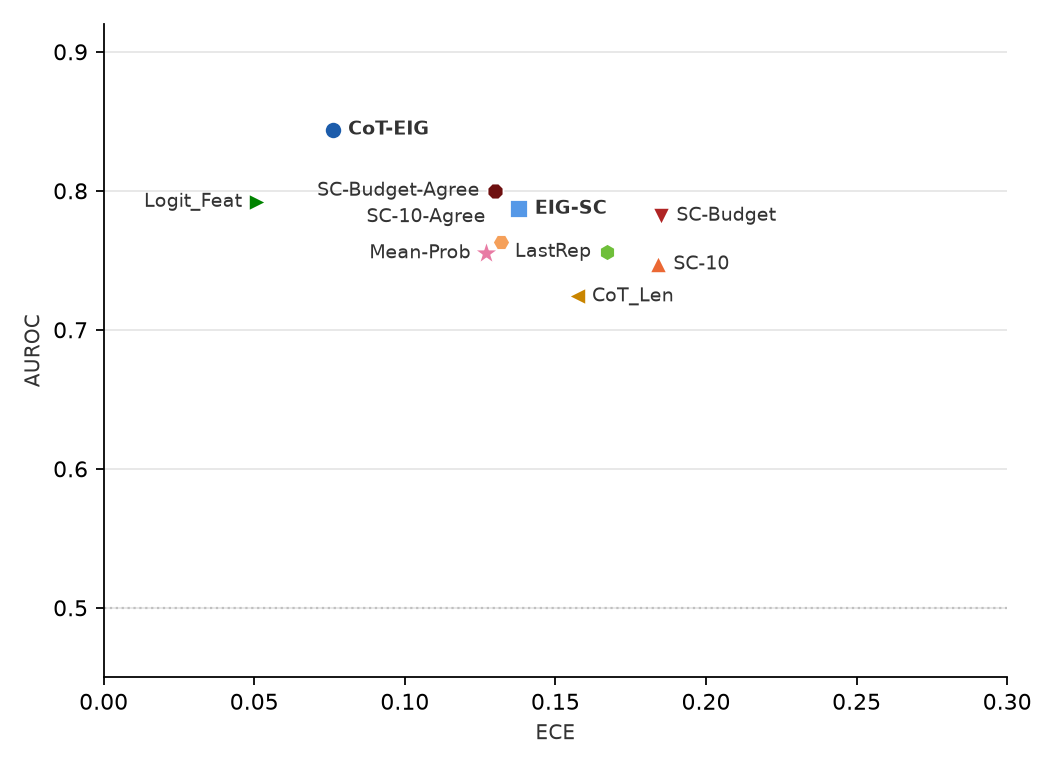 0.9
CoT-EIG
SC-Budget-Agree
0.8
Logit_Feat
EIG-SC
SC-10-Agree
SC-Budget
Mean-Prob
LastRep
SC-10
CoT_Len
0.7
AUROC
0.6
0.5
0.00 0.05 0.10 0.15 0.20 0.25 0.30
ECE